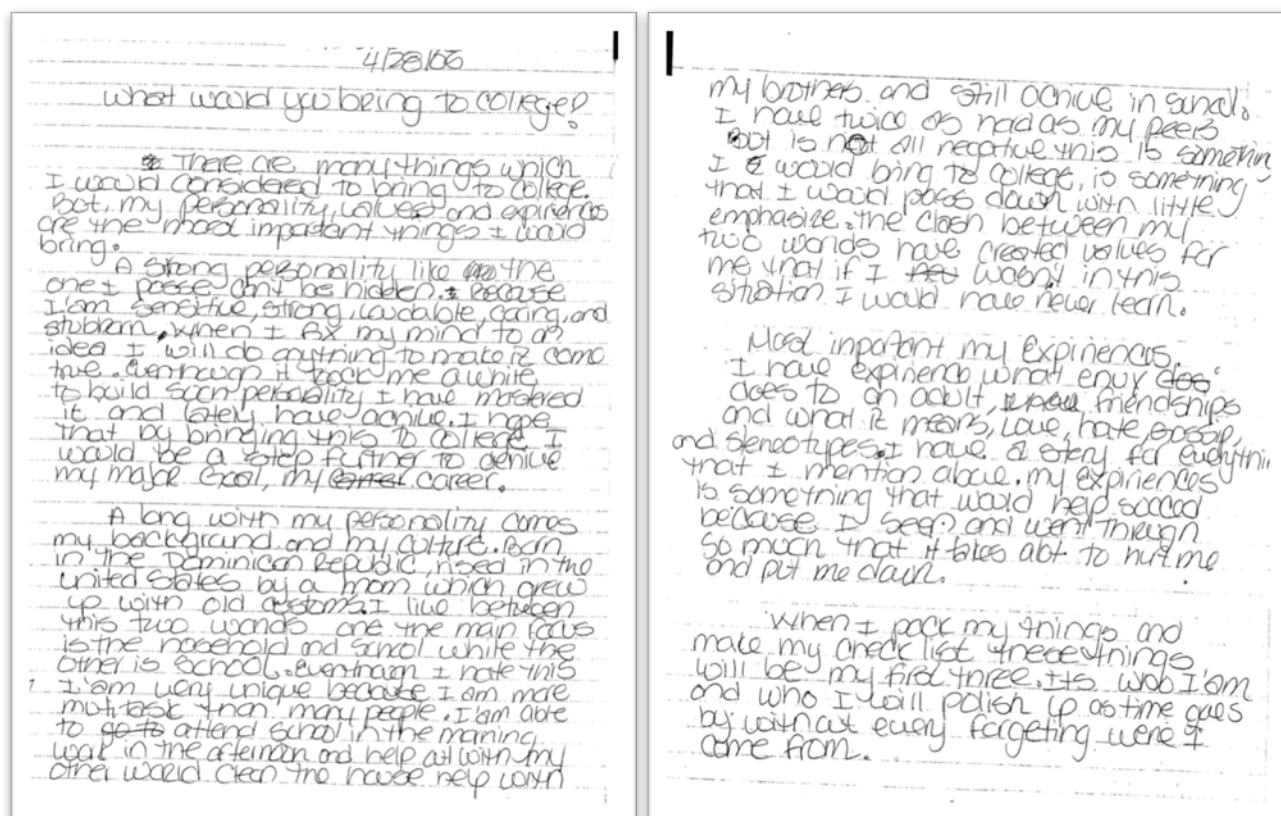 4/28/06
what would you bring to college?
There are many things which
I would considered to bring to college.
But, my personality, values and expiriences
are the most important things I would
bring.
A strong personality like the
one I posse can't be hidden. Because
I'am sensitive, strong, laudable, caring, and
stubborn, when I fix my mind to an
idea I will do anything to make it come
true. Eventhough it took me a while
to build such personality I have mastered
it and lately have achive. I hope
that by bringing this to college I
would be a step further to achive
my major Goal, my career.
A long with my personality comes
my background and my culture. Born
in the Dominican Republic, rised in the
united states by a mom which grew
up with old customs. I live between
this two worlds one the main focus
is the household and school while the
other is school. Eventhough I hate this
I'am very unique because I am more
multitask than many people. I'am able
to go to attend school in the morning
work in the afternoon and help out with my
other world clean the house help with
my brothers and still achive in school.
I have twice as had as my peers
But is not all negative this is something
I would bring to college, is something
that I would pass down with little
emphasize. The clash between my
two worlds have created values for
me that if I wasn't in this
sitation I would have never learn.
Most inportant my expiriences.
I have expirience what envy
does to an adult, friendships
and what it means, Love, hate, gossip,
and stereotypes. I have a story for everythin
that I mention above. my expiriences
is something that would help succed
because I seen and went through
so much that it takes alot to hurt me
and put me down.
When I pack my things and
make my check list these things
will be my first three. Its who I am
and who I will polish up as time goes
by without every forgeting were I
come from.